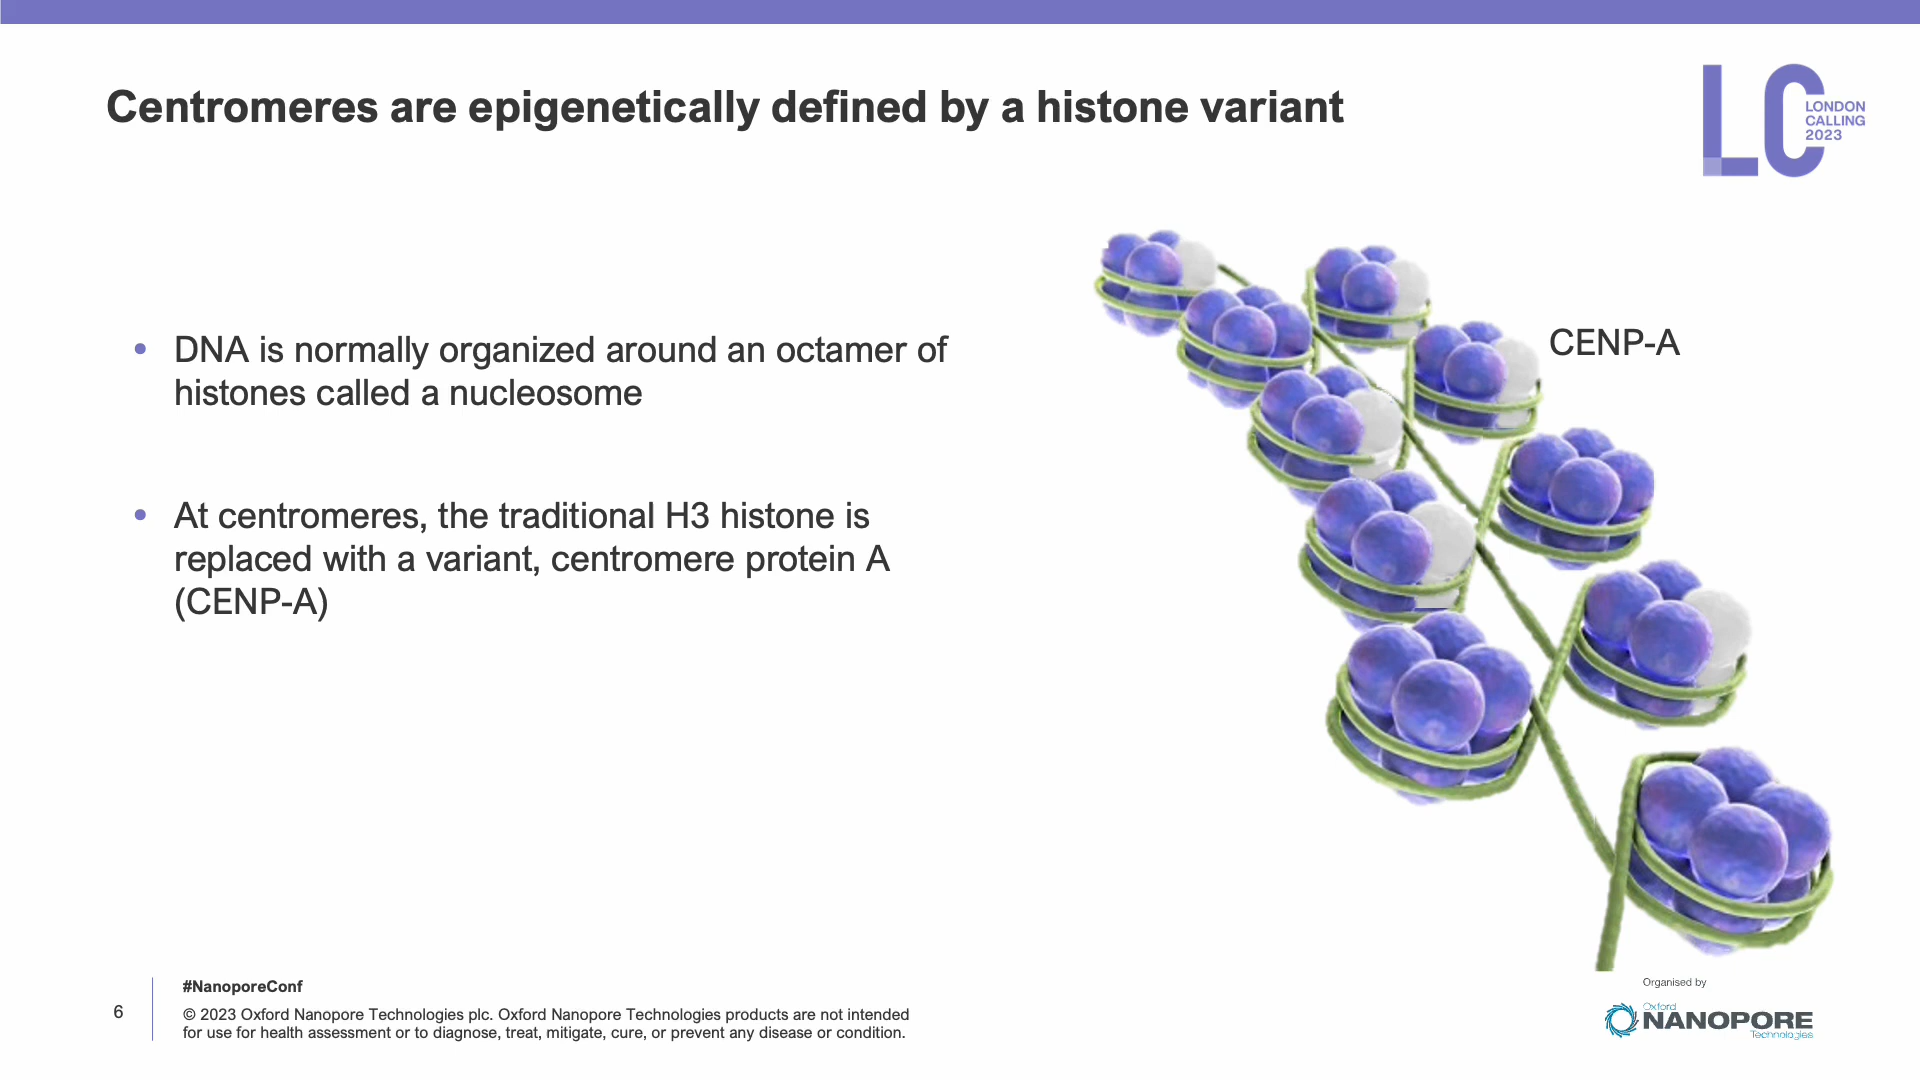 Centromeres are epigenetically defined by a histone variant
LONDON
CALLING
2023
LC
• DNA is normally organized around an octamer of
histones called a nucleosome
• At centromeres, the traditional H3 histone is
replaced with a variant, centromere protein A
(CENP-A)
CENP-A
6
#NanoporeConf
© 2023 Oxford Nanopore Technologies plc. Oxford Nanopore Technologies products are not intended
for use for health assessment or to diagnose, treat, mitigate, cure, or prevent any disease or condition.
Organised by
Oxford
NANOPORE
Technologies